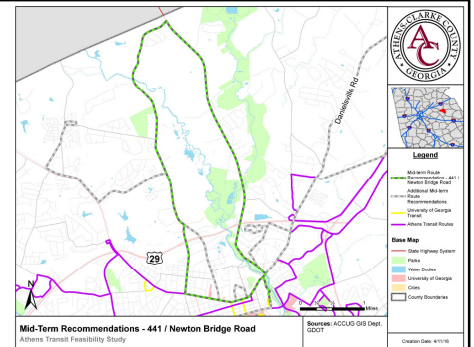 ATHENS-CLARKE COUNTY
AC
GEORGIA
Danielsville Rd
29
N
Miles
Legend
Mid-term Route
Recommendation - 441 /
Newton Bridge Road
Additional Mid-term
Route
Recommendations
University of Georgia
Transit
Athens Transit Routes
Base Map
State Highway System
Parks
Water Bodies
University of Georgia
Cities
County Boundaries
Mid-Term Recommendations - 441 / Newton Bridge Road
Athens Transit Feasibility Study
Sources: ACCUG GIS Dept.
GDOT
Creation Date: 4/11/16